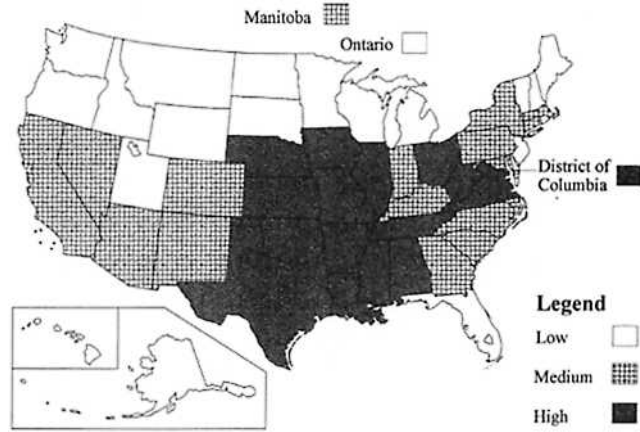 Manitoba
Ontario
District of
Columbia
Legend
Low
Medium
High